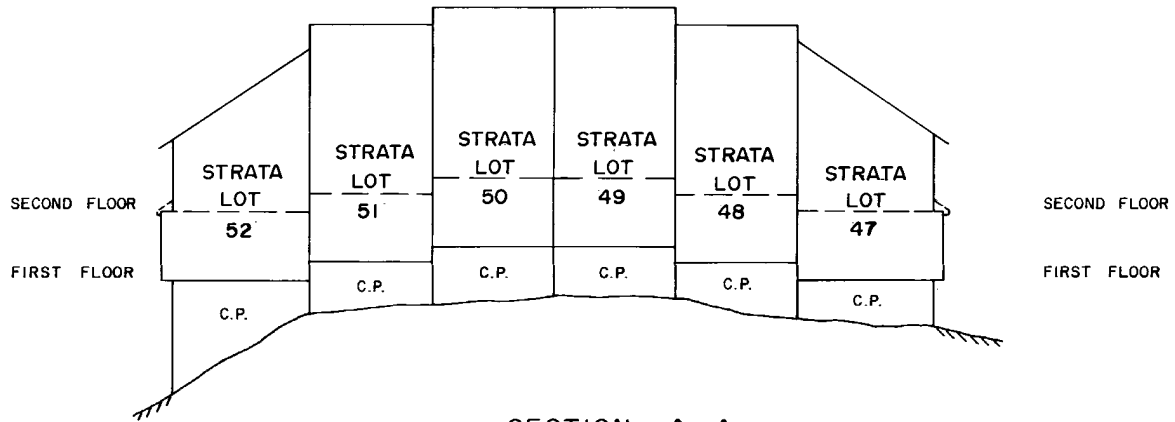 STRATA LOT 52
STRATA LOT 51
STRATA LOT 50
STRATA LOT 49
STRATA LOT 48
STRATA LOT 47
SECOND FLOOR
SECOND FLOOR
FIRST FLOOR
FIRST FLOOR
C.P.
C.P.
C.P.
C.P.
C.P.
C.P.